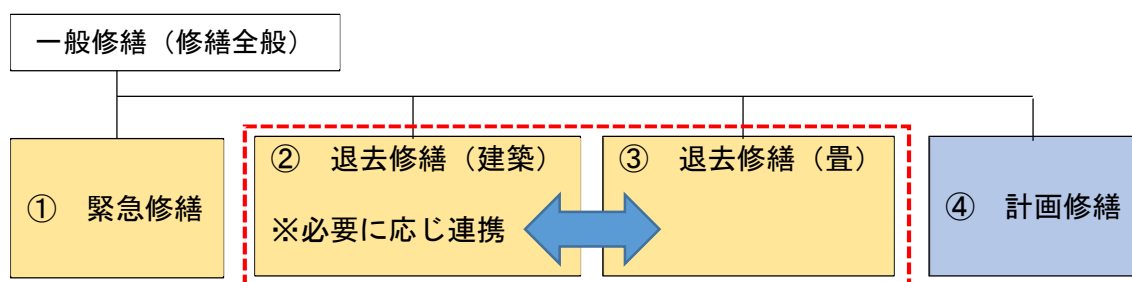 一般修繕（修繕全般）
① 緊急修繕
② 退去修繕（建築）
※必要に応じ連携
③ 退去修繕（畳）
④ 計画修繕